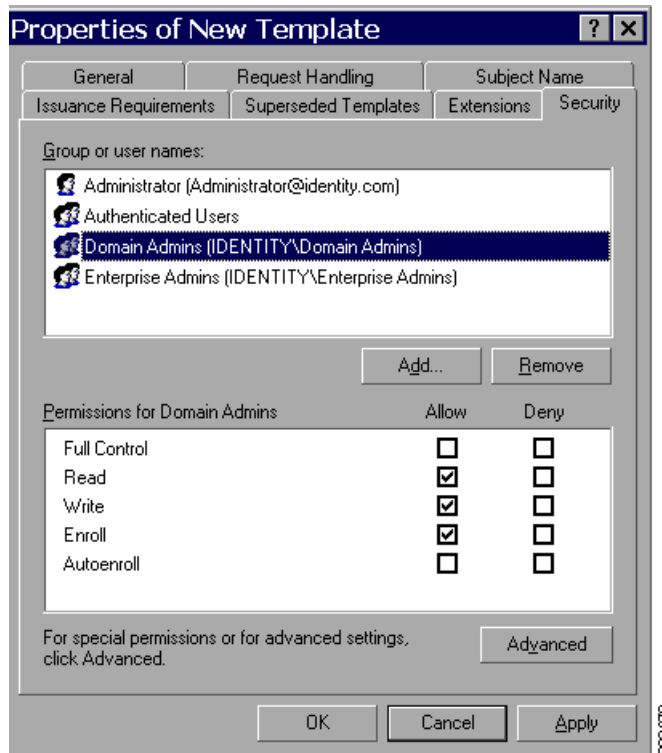 Properties of New Template ? X
General Request Handling Subject Name
Issuance Requirements Superseded Templates Extensions Security
Group or user names:
Administrator (Administrator@identity.com)
Authenticated Users
Domain Admins (IDENTITY\Domain Admins)
Enterprise Admins (IDENTITY\Enterprise Admins)
Add... Remove
Permissions for Domain Admins Allow Deny
Full Control
Read
Write
Enroll
Autoenroll
For special permissions or for advanced settings, click Advanced.
Advanced
OK Cancel Apply